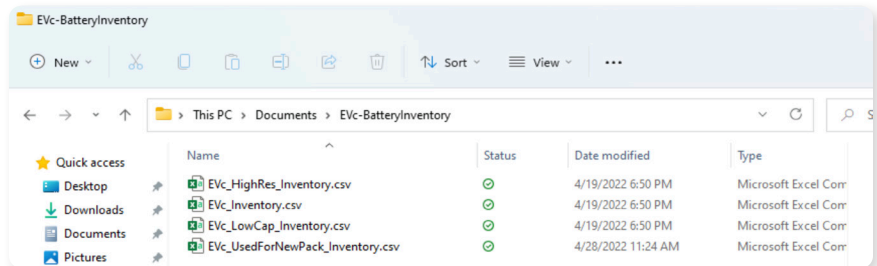 EVc-BatteryInventory
New Sort View ...
This PC > Documents > EVc-BatteryInventory S
Quick access
Desktop
Downloads
Documents
Pictures
Name Status Date modified Type
EVc_HighRes_Inventory.csv 4/19/2022 6:50 PM Microsoft Excel Com
EVc_Inventory.csv 4/19/2022 6:50 PM Microsoft Excel Com
EVc_LowCap_Inventory.csv 4/19/2022 6:50 PM Microsoft Excel Com
EVc_UsedForNewPack_Inventory.csv 4/28/2022 11:24 AM Microsoft Excel Com